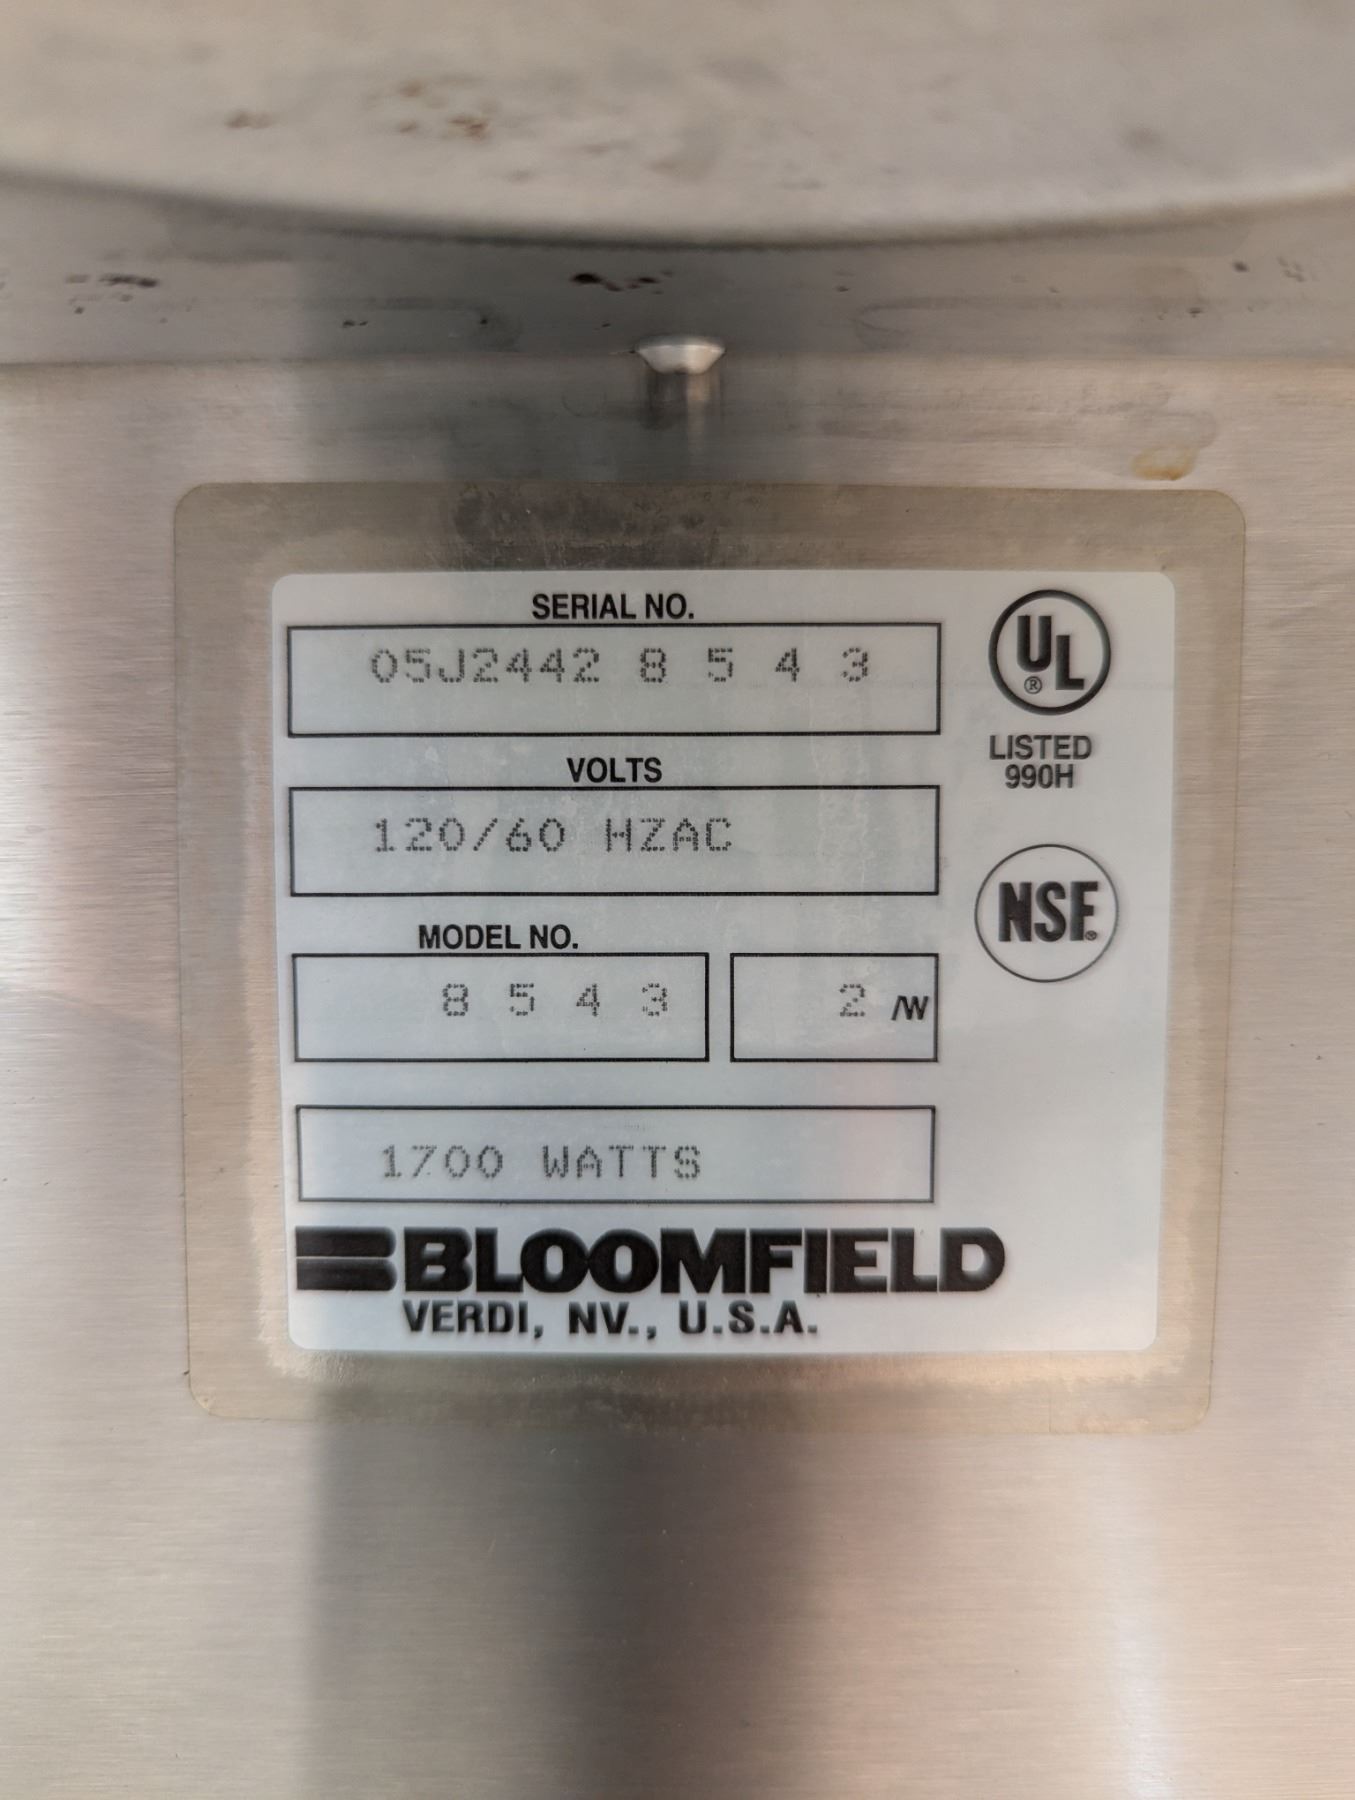 SERIAL NO.
05J2442 8 5 4 3
VOLTS
120/60 HZAC
MODEL NO.
8 5 4 3
2 /W
1700 WATTS
BLOOMFIELD
VERDI, NV., U.S.A.
UL
®
LISTED
990H
NSF®